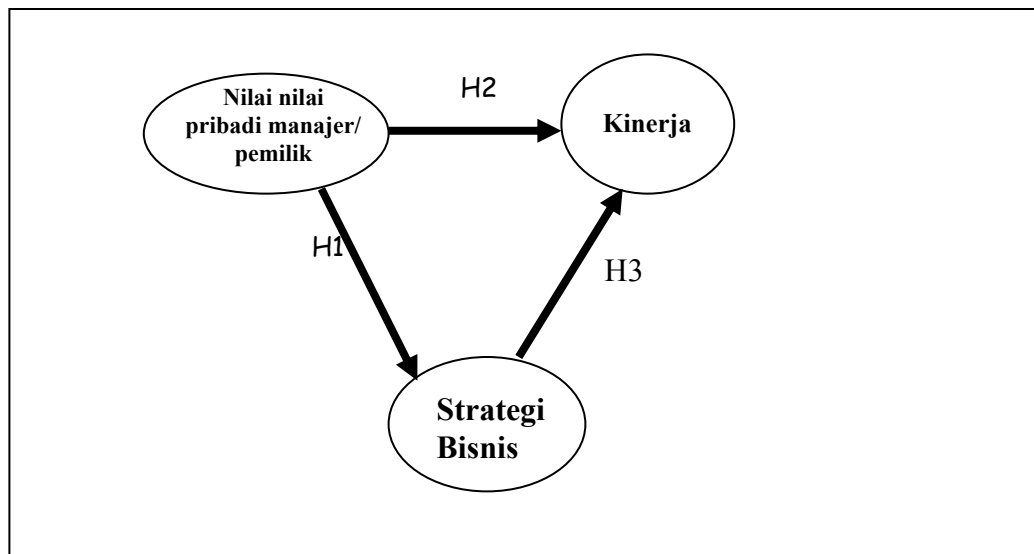 Nilai nilai
pribadi manajer/
pemilik
H2
Kinerja
H1
H3
Strategi
Bisnis